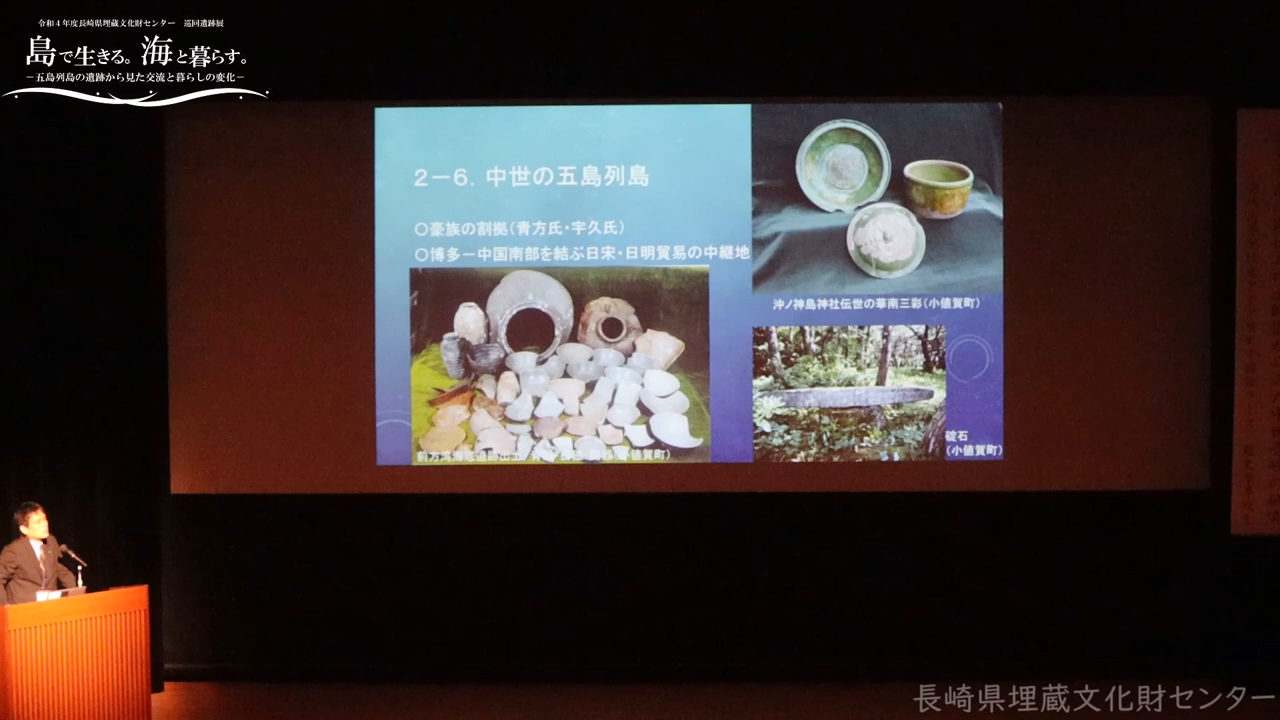 令和4年度長崎県埋蔵文化財センター 巡回遺跡展
島で生きる。海と暮らす。
－五島列島の遺跡から見た交流と暮らしの変化－
2－6. 中世の五島列島
○豪族の割拠(青方氏・宇久氏)
○博多－中国南部を結ぶ日宋・日明貿易の中継地
沖ノ神島神社伝世の華南三彩(小値賀町)
碇石
(小値賀町)
長崎県埋蔵文化財センター